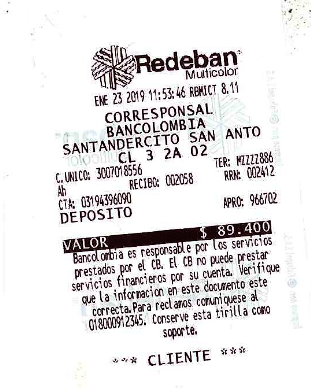 Redeban
Multicolor
ENE 23 2019 11:53:46 RBMICT 8.11
CORRESPONSAL
BANCOLOMBIA
SANTANDERCITO SAN ANTO
CL 3 2A 02
C.UNICO: 3007018556 TER: MZZZZ886
Ah RECIBO: 002058 RRN: 002412
CTA: 03194396090
DEPOSITO APRO: 966702
VALOR $ 89.400
Bancolombia es responsable por los servicios
prestados por el CB. El CB no puede prestar
servicios financieros por su cuenta. Verifique
que la informacion en este documento este
correcta. Para reclamos comuniquese al
018000912345. Conserve esta tirilla como
soporte.
*** CLIENTE ***